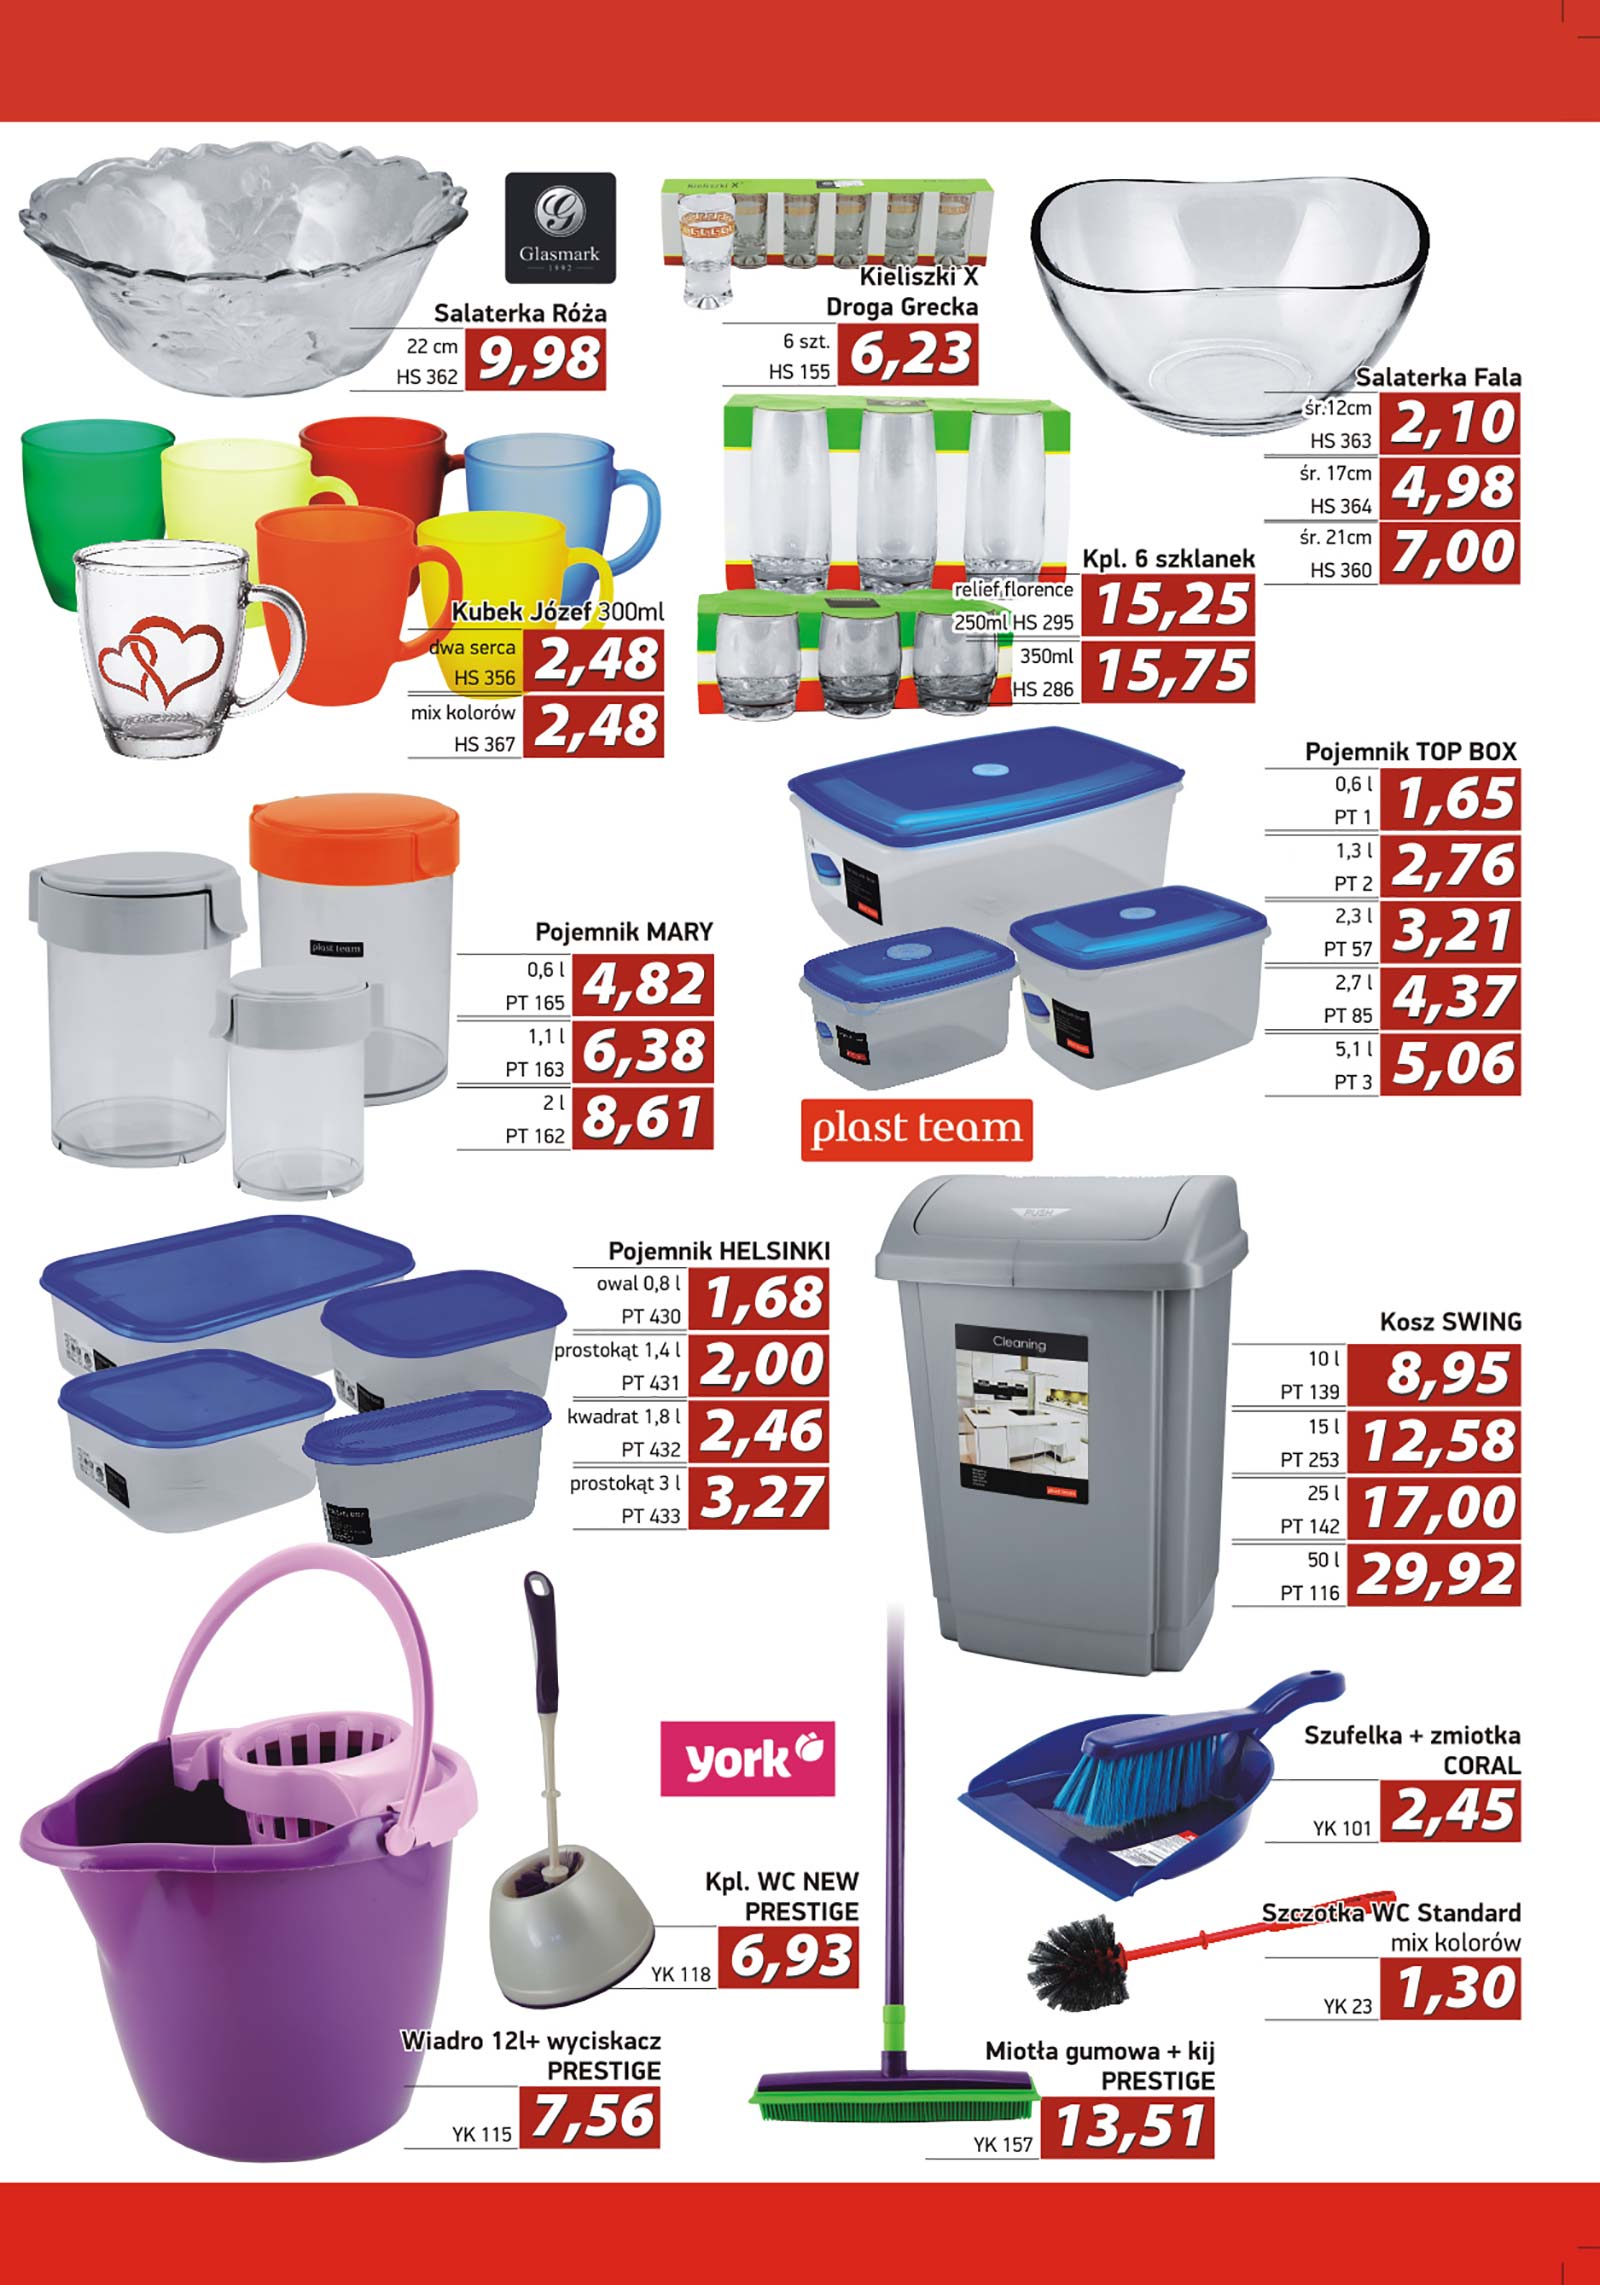 Glasmark
1992
Salaterka Róża
22 cm
HS 362
9,98
Kieliszki X
Kieliszki X
Droga Grecka
6 szt.
HS 155
6,23
Salaterka Fala
śr.12cm
HS 363
2,10
śr. 17cm
HS 364
4,98
śr. 21cm
HS 360
7,00
Kubek Józef 300ml
dwa serca
HS 356
2,48
mix kolorów
HS 367
2,48
Kpl. 6 szklanek
relief florence
250ml HS 295
15,25
350ml
HS 286
15,75
Pojemnik TOP BOX
0,6 l
PT 1
1,65
1,3 l
PT 2
2,76
2,3 l
PT 57
3,21
2,7 l
PT 85
4,37
5,1 l
PT 3
5,06
plast team
Pojemnik MARY
0,6 l
PT 165
4,82
1,1 l
PT 163
6,38
2 l
PT 162
8,61
plast team
Pojemnik HELSINKI
owal 0,8 l
PT 430
1,68
prostokąt 1,4 l
PT 431
2,00
kwadrat 1,8 l
PT 432
2,46
prostokąt 3 l
PT 433
3,27
PUSH
Cleaning
plast team
Kosz SWING
10 l
PT 139
8,95
15 l
PT 253
12,58
25 l
PT 142
17,00
50 l
PT 116
29,92
york
Szufelka + zmiotka
CORAL
YK 101
2,45
Kpl. WC NEW
PRESTIGE
YK 118
6,93
Szczotka WC Standard
mix kolorów
YK 23
1,30
Wiadro 12l+ wyciskacz
PRESTIGE
YK 115
7,56
Miotła gumowa + kij
PRESTIGE
YK 157
13,51